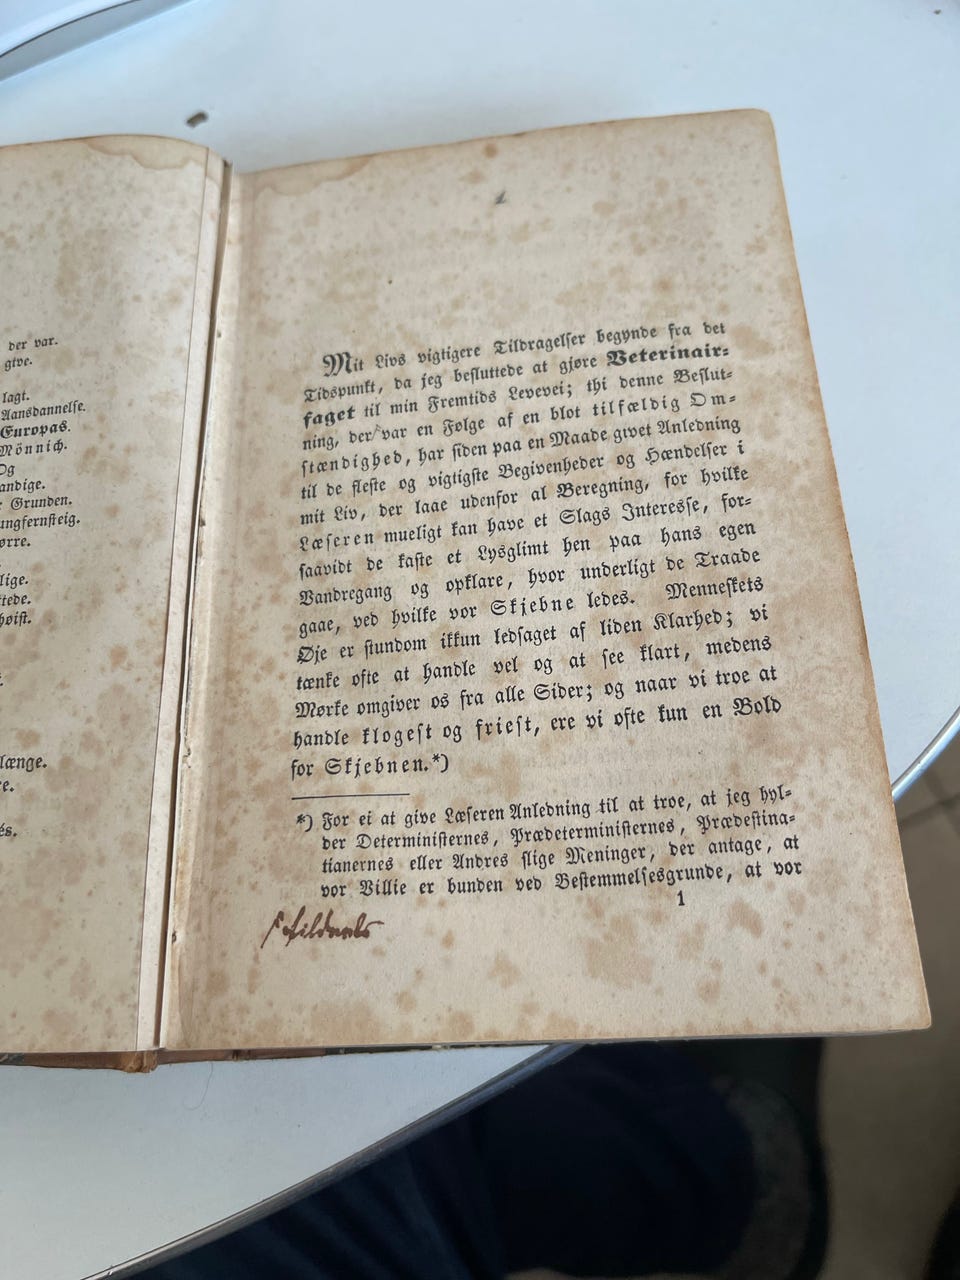 der var.
give.
lagt.
Aansdannelse.
Europas.
Mönnich.
Og
andige.
Grunden.
ungfernsteig.
ørre.
lige.
tede.
høist.
længe.
re.
és.
Mit Livs vigtigere Tildragelser begynde fra det
Tidspunkt, da jeg besluttede at gjøre Veterinair-
faget til min Fremtids Levevei; thi denne Beslut-
ning, der var en Følge af en blot tilfældig Om-
stændighed, har siden paa en Maade givet Anledning
til de fleste og vigtigste Begivenheder og Hændelser i
mit Liv, der laae udenfor al Beregning, for hvilke
Læseren mueligt kan have et Slags Interesse, for-
saavidt de kaste et Lysglimt hen paa hans egen
Vandregang og opklare, hvor underligt de Traade
gaae, ved hvilke vor Skjebne ledes. Menneskets
Øje er stundom ikkun ledsaget af liden Klarhed; vi
tænke ofte at handle vel og at see klart, medens
Mørke omgiver os fra alle Sider; og naar vi troe at
handle klogest og friest, ere vi ofte kun en Bold
for Skjebnen.*)
*) For ei at give Læseren Anledning til at troe, at jeg hyl-
der Deterministernes, Prædeterministernes, Prædestina-
tianernes eller Andres slige Meninger, der antage, at
vor Villie er bunden ved Bestemmelsesgrunde, at vor
1